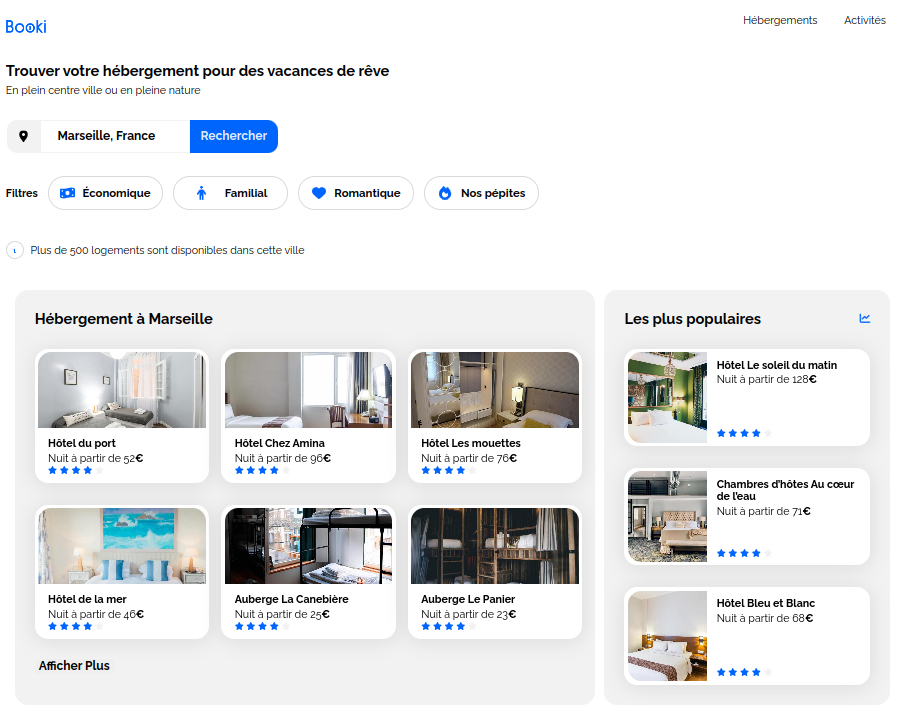 Booki
Hébergements
Activités
Trouver votre hébergement pour des vacances de rêve
En plein centre ville ou en pleine nature
Marseille, France
Rechercher
Filtres
Économique
Familial
Romantique
Nos pépites
Plus de 500 logements sont disponibles dans cette ville
Hébergement à Marseille
Hôtel du port
Nuit à partir de 52€
Hôtel Chez Amina
Nuit à partir de 96€
Hôtel Les mouettes
Nuit à partir de 76€
Hôtel de la mer
Nuit à partir de 46€
Auberge La Canebière
Nuit à partir de 25€
Auberge Le Panier
Nuit à partir de 23€
Afficher Plus
Les plus populaires
Hôtel Le soleil du matin
Nuit à partir de 128€
Chambres d'hôtes Au cœur
de l'eau
Nuit à partir de 71€
Hôtel Bleu et Blanc
Nuit à partir de 68€